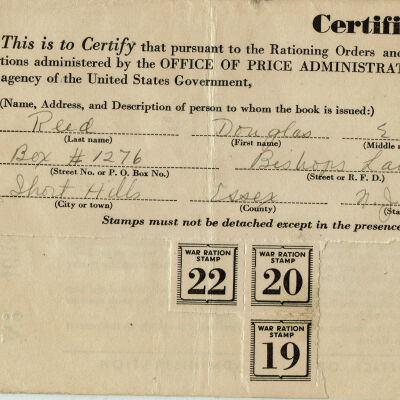 Certifi
This is to Certify that pursuant to the Rationing Orders and
tions administered by the OFFICE OF PRICE ADMINISTRAT
agency of the United States Government,
(Name, Address, and Description of person to whom the book is issued:)
Reed Douglas E
(Last name) (First name) (Middle n
Box #1276 Bishops Lan
(Street No. or P. O. Box No.) (Street or R. F. D.)
Short Hills Essex N.J
(City or town) (County) (Sta
Stamps must not be detached except in the presence
WAR RATION STAMP 22 WAR RATION STAMP 20
WAR RATION STAMP 19